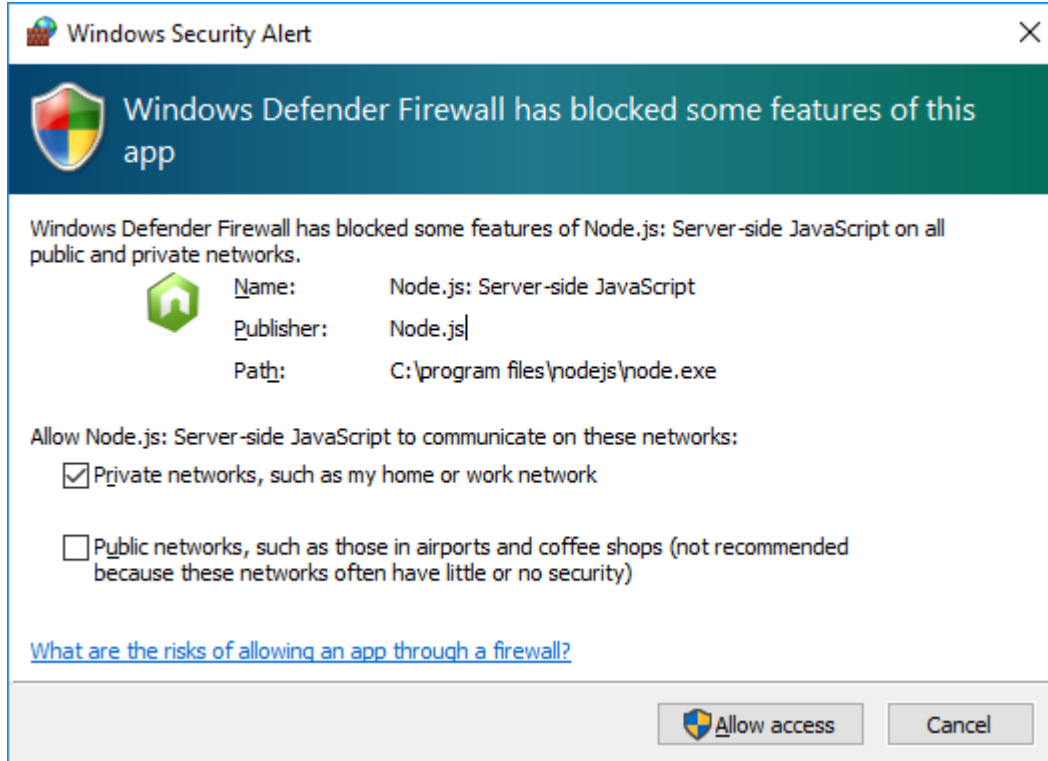 Windows Security Alert
Windows Defender Firewall has blocked some features of this
app
Windows Defender Firewall has blocked some features of Node.js: Server-side JavaScript on all
public and private networks.
Name: Node.js: Server-side JavaScript
Publisher: Node.js
Path: C:\program files\nodejs\node.exe
Allow Node.js: Server-side JavaScript to communicate on these networks:
Private networks, such as my home or work network
Public networks, such as those in airports and coffee shops (not recommended
because these networks often have little or no security)
What are the risks of allowing an app through a firewall?
Allow access Cancel